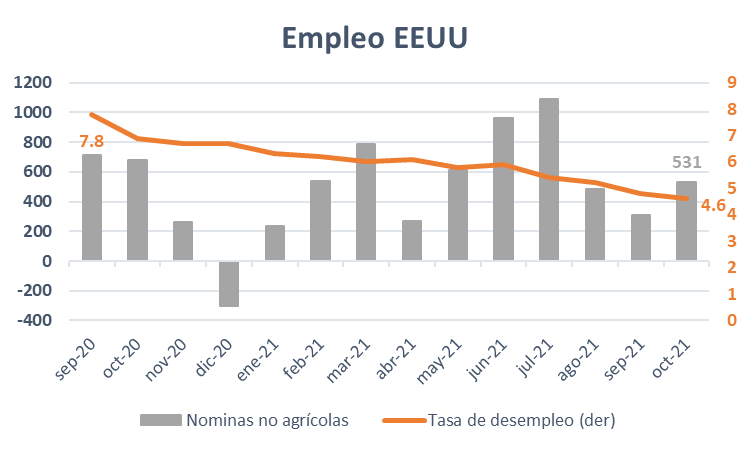 Empleo EEUU
1200
1000
800
600
400
200
0
-200
-400
9
8
7
6
5
4
3
2
1
0
7.8
531
4.6
sep-20
oct-20
nov-20
dic-20
ene-21
feb-21
mar-21
abr-21
may-21
jun-21
jul-21
ago-21
sep-21
oct-21
Nominas no agrícolas
Tasa de desempleo (der)